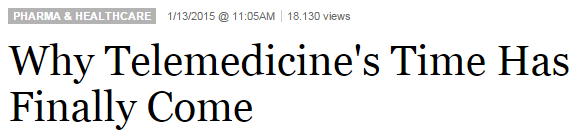 PHARMA & HEALTHCARE 1/13/2015 @ 11:05AM | 18.130 views
Why Telemedicine's Time Has
Finally Come